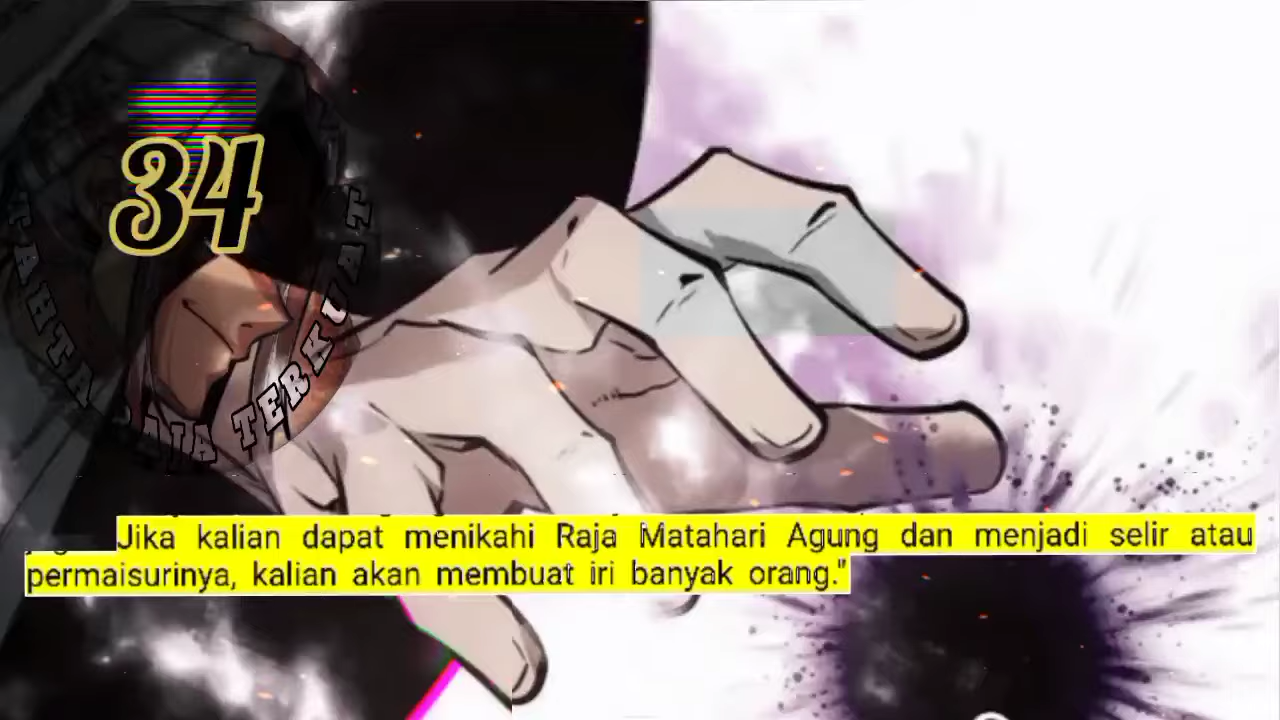 34
TAHTA RAJA TERKUAT
Jika kalian dapat menikahi Raja Matahari Agung dan menjadi selir atau
permaisurinya, kalian akan membuat iri banyak orang."